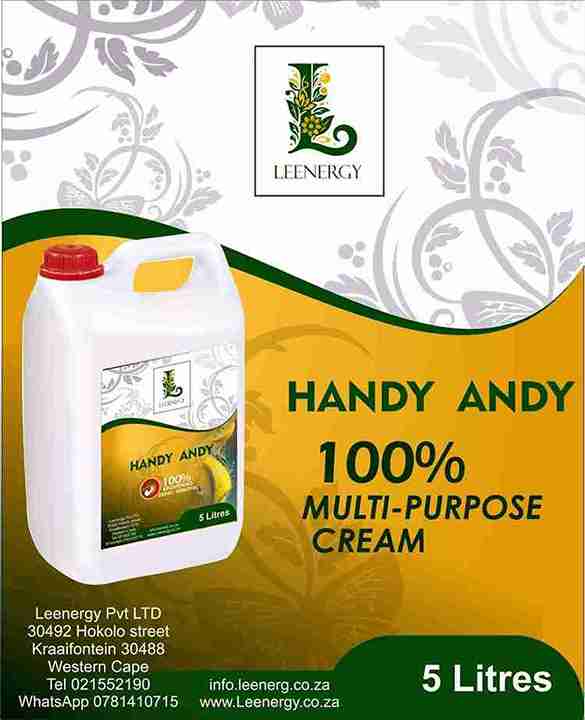 LEENERGY
HANDY ANDY
100%
MULTI-PURPOSE
CREAM
LEENERGY
HANDY ANDY
100%
5 Litres
Leenergy Pvt LTD
30492 Hokolo street
Kraaifontein 30488
Western Cape
Tel 021552190
WhatsApp 0781410715
info.leenerg.co.za
www.Leenergy.co.za
5 Litres